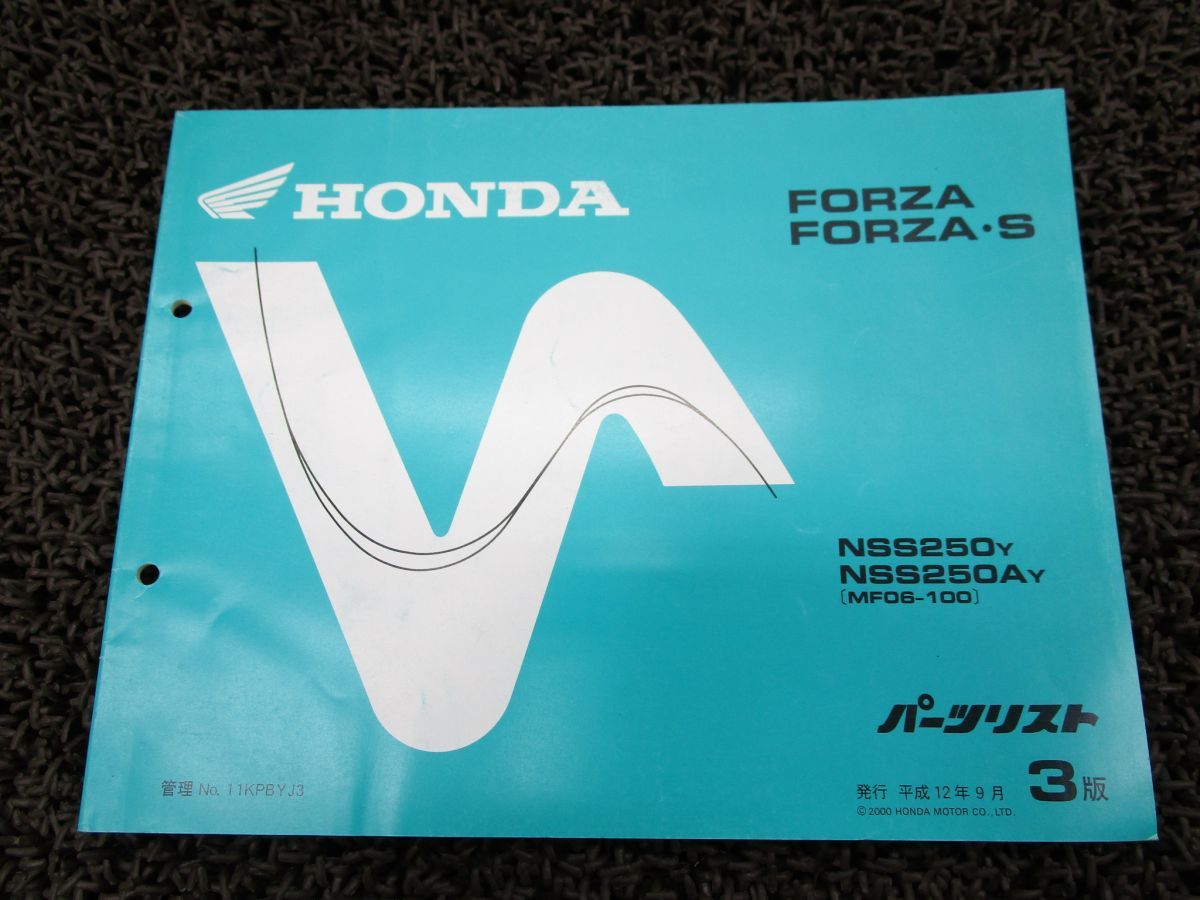 HONDA
FORZA
FORZA・S
NSS250Y
NSS250AY
〔MF06-100〕
パーツリスト
管理 No. 11KPBYJ3
発行 平成12年9月 3版
©2000 HONDA MOTOR CO.,LTD.